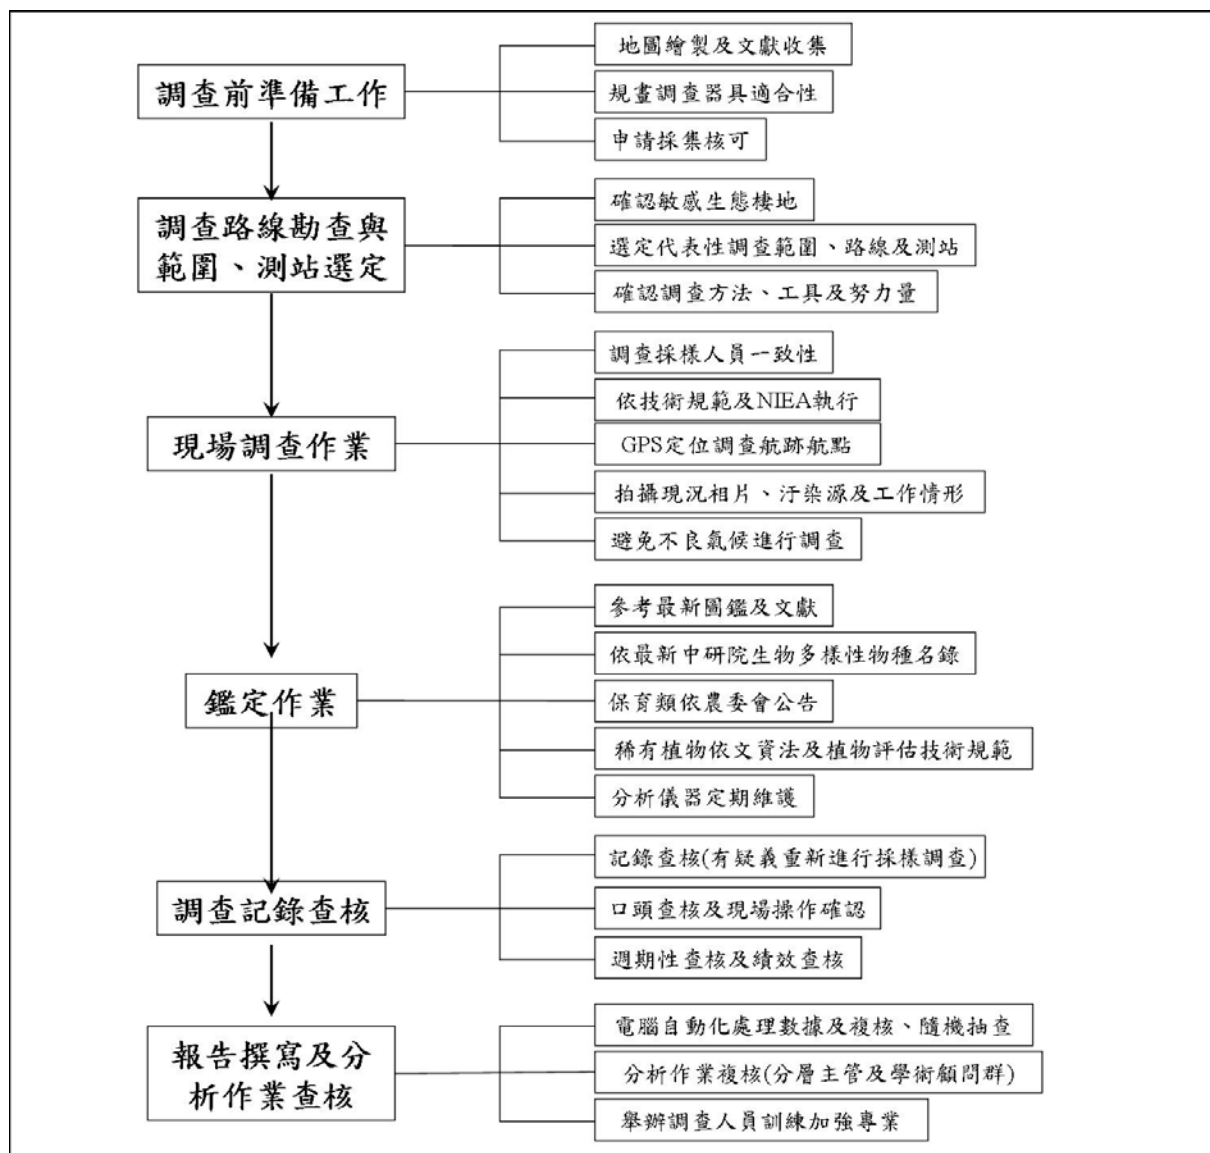 調查前準備工作
地圖繪製及文獻收集
規畫調查器具適合性
申請採集核可
調查路線勘查與
範圍、測站選定
確認敏感生態棲地
選定代表性調查範圍、路線及測站
確認調查方法、工具及努力量
現場調查作業
調查採樣人員一致性
依技術規範及NIEA執行
GPS定位調查航跡航點
拍攝現況相片、汙染源及工作情形
避免不良氣候進行調查
鑑定作業
參考最新圖鑑及文獻
依最新中研院生物多樣性物種名錄
保育類依農委會公告
稀有植物依文資法及植物評估技術規範
分析儀器定期維護
調查記錄查核
記錄查核(有疑義重新進行採樣調查)
口頭查核及現場操作確認
週期性查核及績效查核
報告撰寫及分
析作業查核
電腦自動化處理數據及複核、隨機抽查
分析作業複核(分層主管及學術顧問群)
舉辦調查人員訓練加強專業